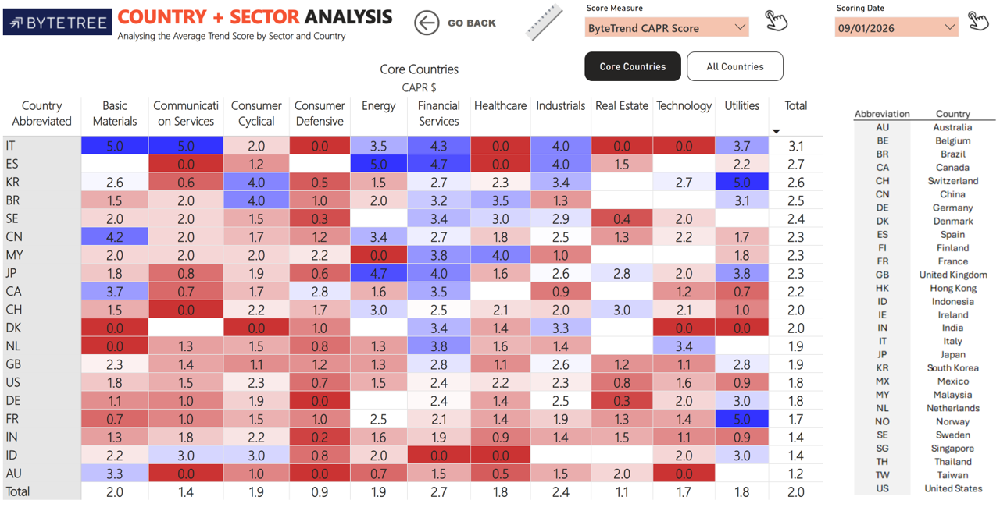 BYTETREE
COUNTRY + SECTOR ANALYSIS
Analysing the Average Trend Score by Sector and Country
GO BACK
Score Measure
ByteTrend CAPR Score
Scoring Date
09/01/2026
Core Countries
All Countries
Core Countries
CAPR $
Country Abbreviated Basic Materials Communicati on Services Consumer Cyclical Consumer Defensive Energy Financial Services Healthcare Industrials Real Estate Technology Utilities Total
IT 5.0 5.0 2.0 0.0 3.5 4.3 0.0 4.0 0.0 0.0 3.7 3.1
ES 0.0 1.2 5.0 4.7 0.0 4.0 1.5 2.2 2.7
KR 2.6 0.6 4.0 0.5 1.5 2.7 2.3 3.4 2.7 5.0 2.6
BR 1.5 2.0 4.0 1.0 2.0 3.2 3.5 1.3 3.1 2.5
SE 2.0 2.0 1.5 0.3 3.4 3.0 2.9 0.4 2.0 2.4
CN 4.2 2.0 1.7 1.2 3.4 2.7 1.8 2.5 1.3 2.2 1.7 2.3
MY 2.0 2.0 2.0 2.2 0.0 3.8 4.0 1.0 1.8 2.3
JP 1.8 0.8 1.9 0.6 4.7 4.0 1.6 2.6 2.8 2.0 3.8 2.3
CA 3.7 0.7 1.7 2.8 1.6 3.5 0.9 1.2 0.7 2.2
CH 1.5 0.0 2.2 1.7 3.0 2.5 2.1 2.0 3.0 2.1 1.0 2.0
DK 0.0 0.0 1.0 3.4 1.4 3.3 0.0 0.0 2.0
NL 0.0 1.3 1.5 0.8 1.3 3.8 1.6 1.4 3.4 1.9
GB 2.3 1.4 1.1 1.2 1.3 2.8 1.1 2.6 1.2 1.1 2.8 1.9
US 1.8 1.5 2.3 0.7 1.5 2.4 2.2 2.3 0.8 1.6 0.9 1.8
DE 1.1 1.0 1.9 0.0 2.4 1.4 2.5 0.3 2.0 3.0 1.8
FR 0.7 1.0 1.5 1.0 2.5 2.1 1.4 1.9 1.3 1.4 5.0 1.7
IN 1.3 1.8 2.2 0.2 1.6 1.9 0.9 1.4 1.5 1.1 0.9 1.4
ID 2.2 3.0 3.0 0.8 2.0 0.0 0.0 2.0 3.0 1.4
AU 3.3 0.0 1.0 0.0 0.7 1.5 0.5 1.5 2.0 0.0 1.2
Total 2.0 1.4 1.9 0.9 1.9 2.7 1.8 2.4 1.1 1.7 1.8 2.0
Abbreviation Country
AU Australia
BE Belgium
BR Brazil
CA Canada
CH Switzerland
CN China
DE Germany
DK Denmark
ES Spain
FI Finland
FR France
GB United Kingdom
HK Hong Kong
ID Indonesia
IE Ireland
IN India
IT Italy
JP Japan
KR South Korea
MX Mexico
MY Malaysia
NL Netherlands
NO Norway
SE Sweden
SG Singapore
TH Thailand
TW Taiwan
US United States